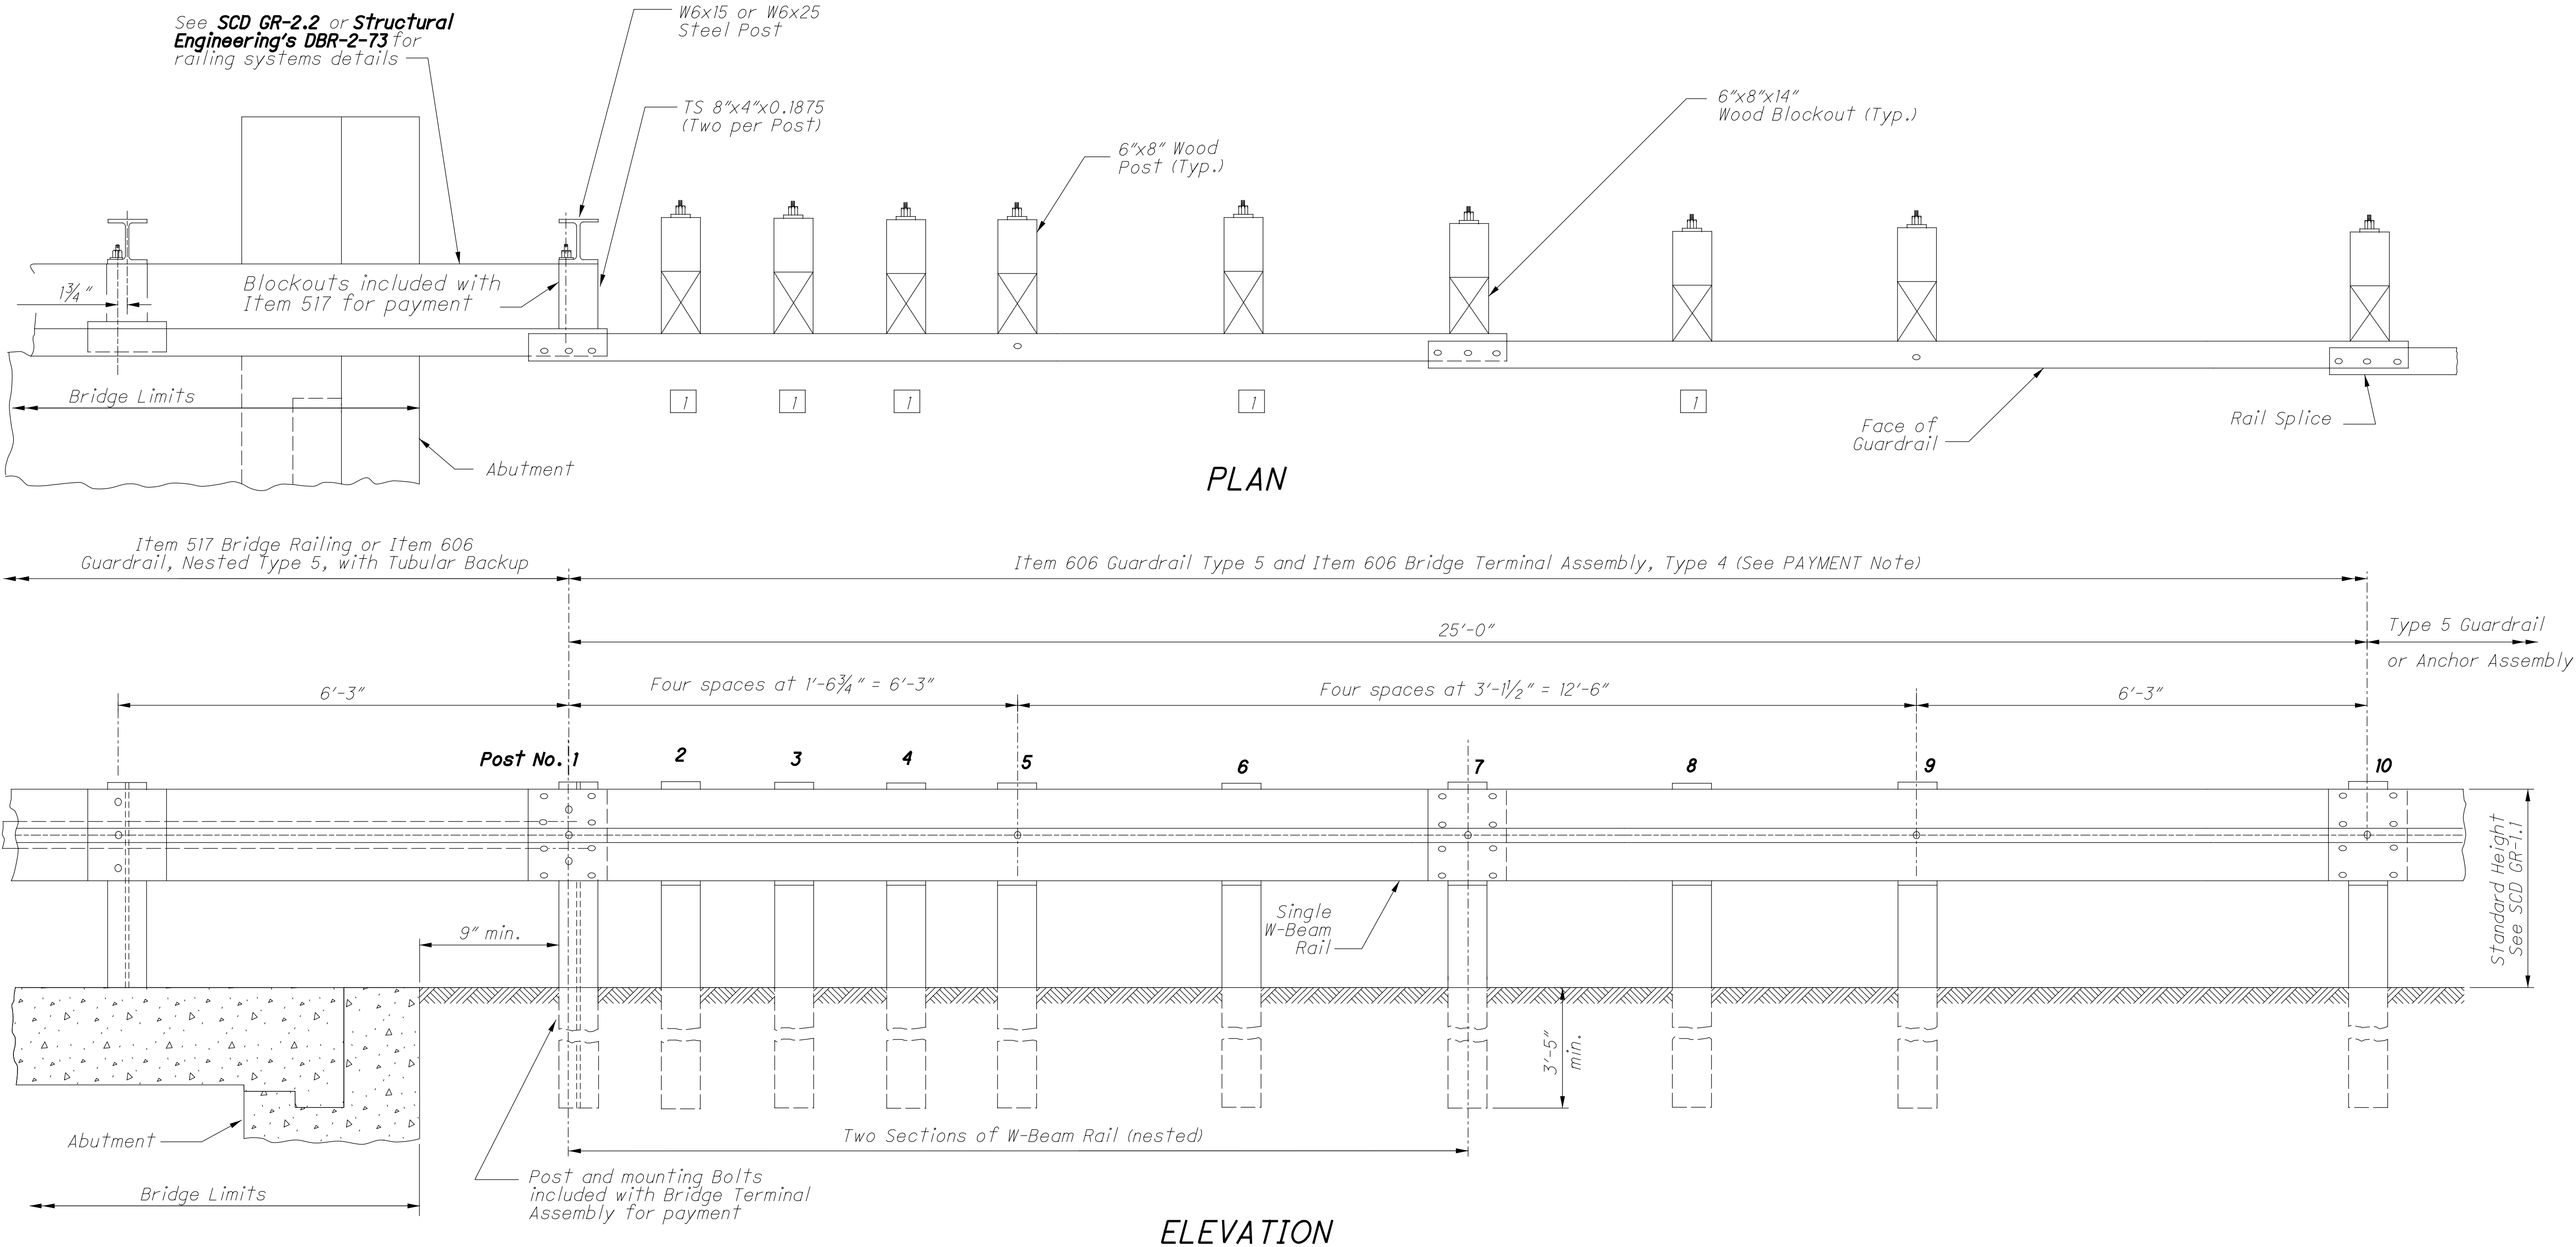 See SCD GR-2.2 or Structural
Engineering's DBR-2-73 for
railing systems details
W6x15 or W6x25
Steel Post
TS 8"x4"x0.1875
(Two per Post)
6"x8" Wood
Post (Typ.)
6"x8"x14"
Wood Blockout (Typ.)
1¾"
Blockouts included with
Item 517 for payment
Bridge Limits
Abutment
1
1
1
1
1
Face of
Guardrail
Rail Splice
PLAN
Item 517 Bridge Railing or Item 606
Guardrail, Nested Type 5, with Tubular Backup
Item 606 Guardrail Type 5 and Item 606 Bridge Terminal Assembly, Type 4 (See PAYMENT Note)
25'-0"
Type 5 Guardrail
or Anchor Assembly
6'-3"
Four spaces at 1'-6¾" = 6'-3"
Four spaces at 3'-1½" = 12'-6"
6'-3"
Post No. 1
2
3
4
5
6
7
8
9
10
Single
W-Beam
Rail
9" min.
Standard Height
See SCD GR-1.1
3'-5"
min.
Abutment
Two Sections of W-Beam Rail (nested)
Post and mounting Bolts
included with Bridge Terminal
Assembly for payment
Bridge Limits
ELEVATION